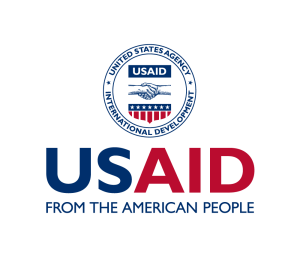 UNITED STATES AGENCY
USAID
INTERNATIONAL DEVELOPMENT
USAID
FROM THE AMERICAN PEOPLE